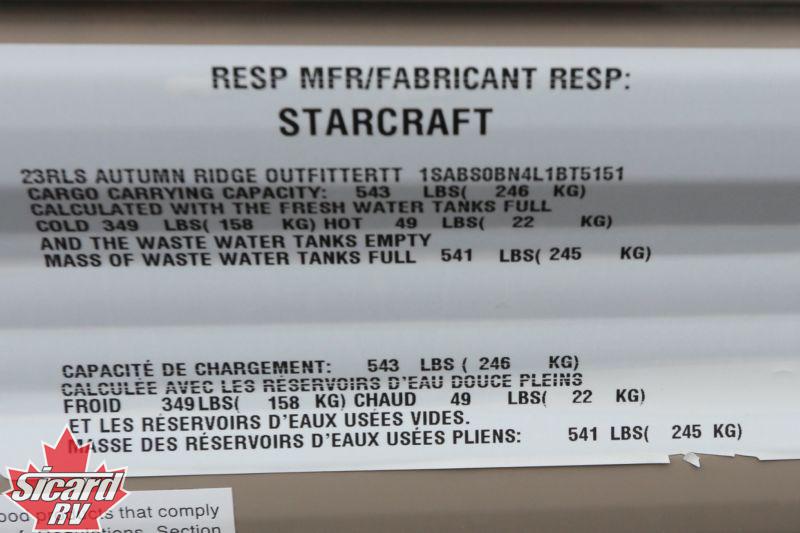 RESP MFR/FABRICANT RESP:
STARCRAFT
23RLS AUTUMN RIDGE OUTFITTERTT 1SABS0BN4L1BT5151
CARGO CARRYING CAPACITY: 543 LBS( 246 KG)
CALCULATED WITH THE FRESH WATER TANKS FULL
COLD 349 LBS( 158 KG) HOT 49 LBS( 22 KG)
AND THE WASTE WATER TANKS EMPTY
MASS OF WASTE WATER TANKS FULL 541 LBS( 245 KG)
CAPACITÉ DE CHARGEMENT: 543 LBS ( 246 KG)
CALCULÉE AVEC LES RÉSERVOIRS D'EAU DOUCE PLEINS
FROID 349LBS( 158 KG) CHAUD 49 LBS( 22 KG)
ET LES RÉSERVOIRS D'EAUX USÉES VIDES.
MASSE DES RÉSERVOIRS D'EAUX USÉES PLIENS: 541 LBS( 245 KG)
Sicard
RV
that comply
Section